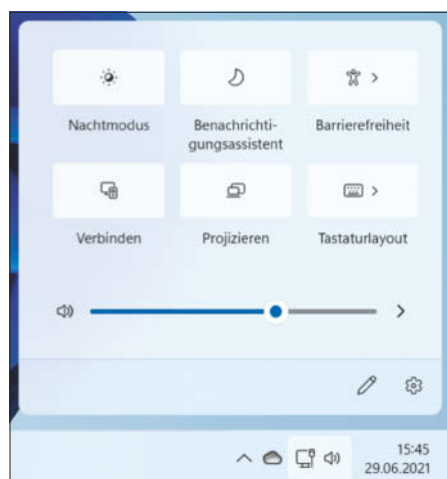 Nachtmodus
Benachrichti-
gungsassistent
Barrierefreiheit
Verbinden
Projizieren
Tastaturlayout
15:45
29.06.2021